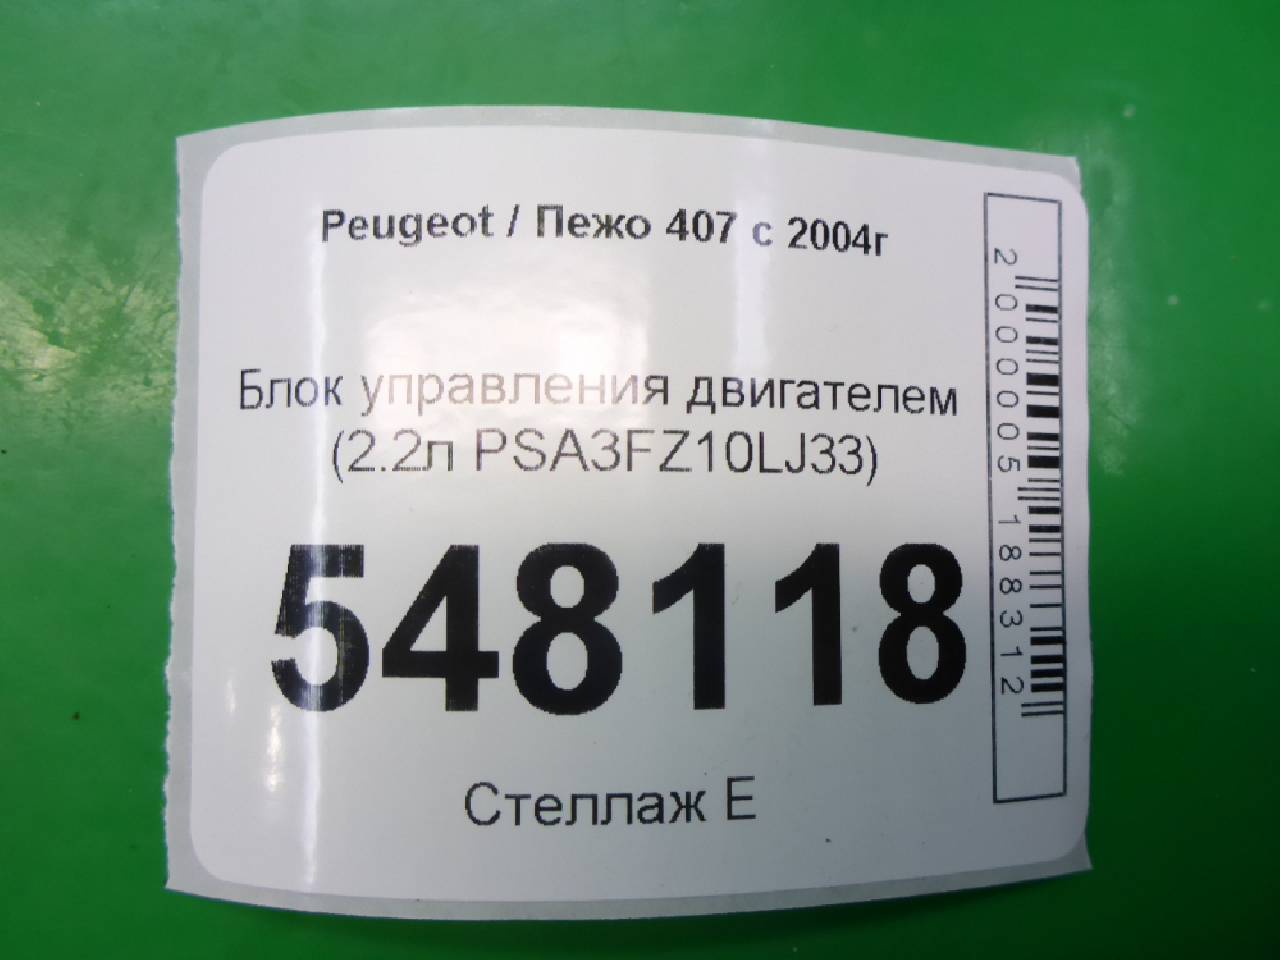 Peugeot / Пежо 407 с 2004г
Блок управления двигателем
(2.2л PSA3FZ10LJ33)
548118
Стеллаж Е
2000005188312